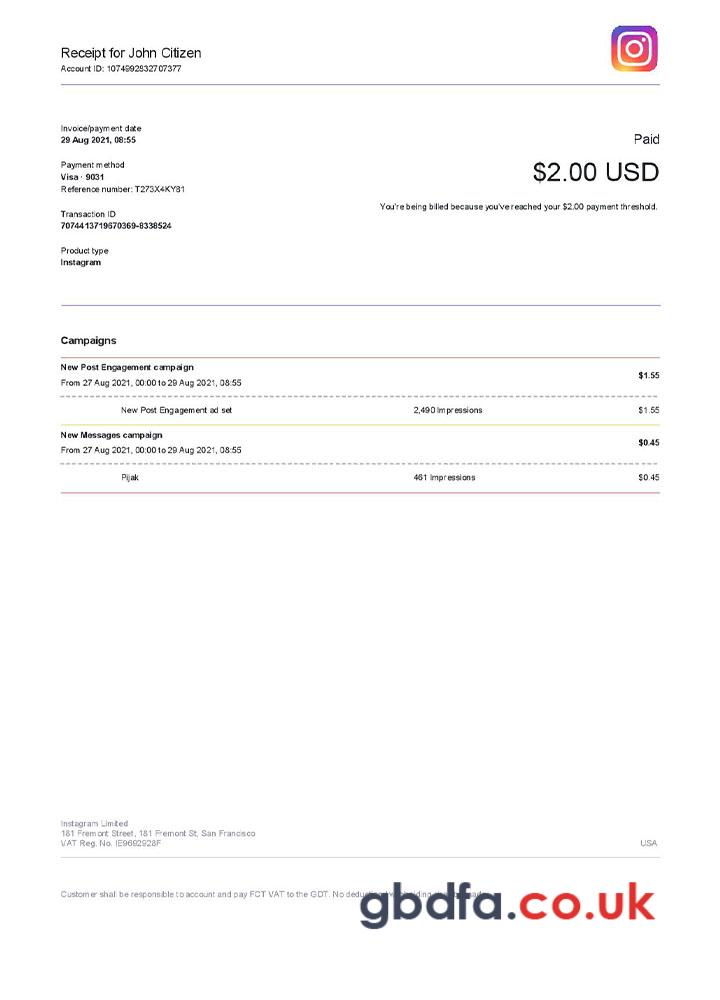 Receipt for John Citizen
Account ID: 1074992832707377
Invoice/payment date
29 Aug 2021, 08:55
Paid
Payment method
Visa · 9031
$2.00 USD
Reference number: T273X4KY81
You're being billed because you've reached your $2.00 payment threshold.
Transaction ID
7074413719670369-8338524
Product type
Instagram
Campaigns
New Post Engagement campaign
$1.55
From 27 Aug 2021, 00:00 to 29 Aug 2021, 08:55
New Post Engagement ad set 2,490 Impressions $1.55
New Messages campaign
$0.45
From 27 Aug 2021, 00:00 to 29 Aug 2021, 08:55
Pijak 461 Impressions $0.45
Instagram Limited
181 Fremont Street, 181 Fremont St, San Francisco
VAT Reg. No. IE9692928F USA
Customer shall be responsible to account and pay FCT VAT to the GDT. No
gbdfa.co.uk